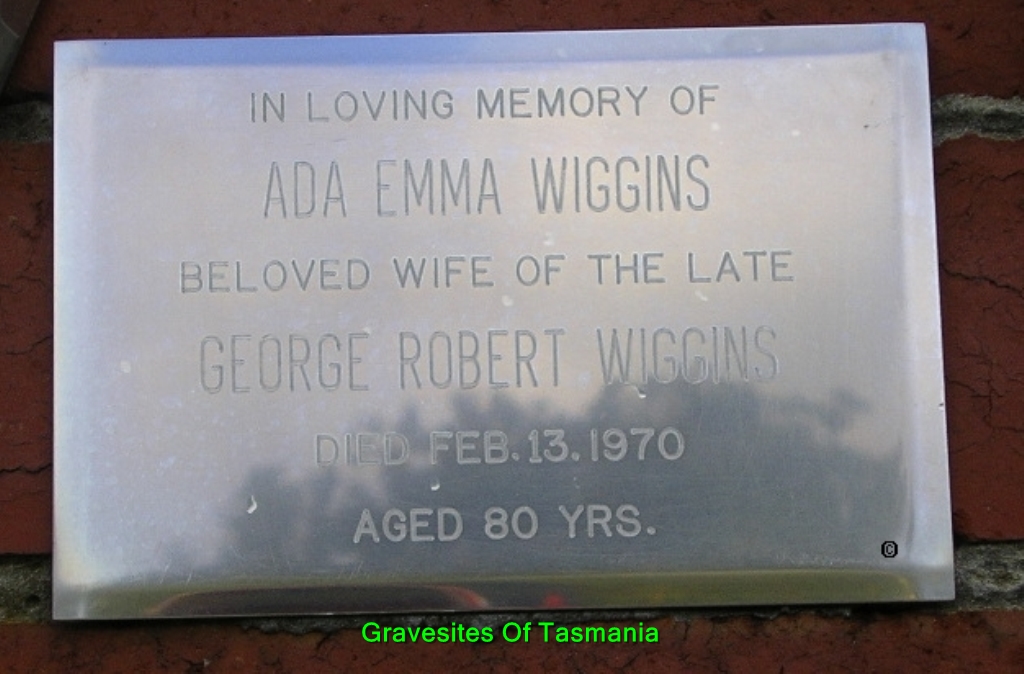 IN LOVING MEMORY OF
ADA EMMA WIGGINS
BELOVED WIFE OF THE LATE
GEORGE ROBERT WIGGINS
DIED FEB. 13. 1970
AGED 80 YRS.
©
Gravesites Of Tasmania